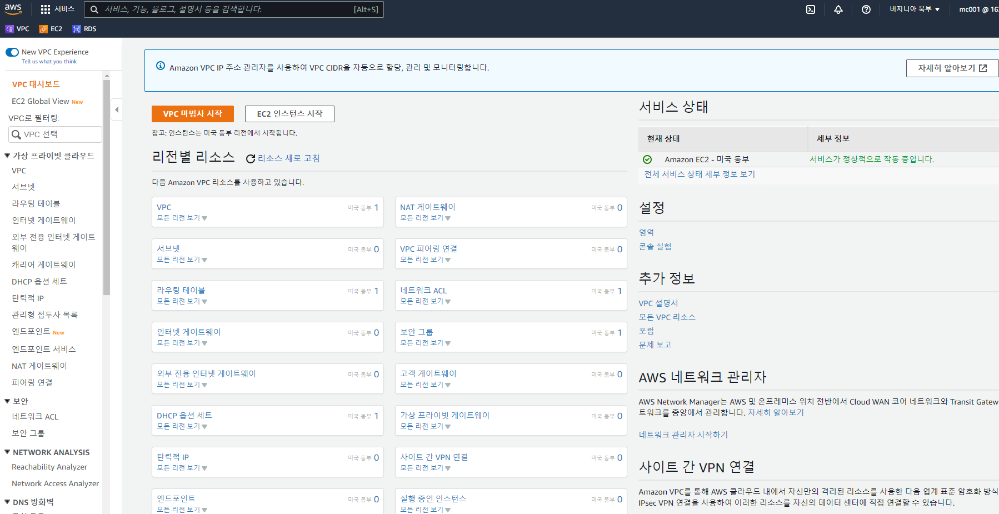 aws
서비스
서비스, 기능, 블로그, 설명서 등을 검색합니다.
[Alt+S]
버지니아 북부 ▼
mc001 @ 163
VPC
EC2
RDS
New VPC Experience
Tell us what you think
VPC 대시보드
EC2 Global View New
VPC로 필터링:
VPC 선택
가상 프라이빗 클라우드
VPC
서브넷
라우팅 테이블
인터넷 게이트웨이
외부 전용 인터넷 게이트
웨이
캐리어 게이트웨이
DHCP 옵션 세트
탄력적 IP
관리형 접두사 목록
엔드포인트 New
엔드포인트 서비스
NAT 게이트웨이
피어링 연결
보안
네트워크 ACL
보안 그룹
NETWORK ANALYSIS
Reachability Analyzer
Network Access Analyzer
DNS 방화벽
Amazon VPC IP 주소 관리자를 사용하여 VPC CIDR을 자동으로 할당, 관리 및 모니터링합니다.
자세히 알아보기
VPC 마법사 시작
EC2 인스턴스 시작
참고: 인스턴스는 미국 동부 리전에서 시작됩니다.
리전별 리소스
리소스 새로 고침
다음 Amazon VPC 리소스를 사용하고 있습니다.
VPC 미국 동부 1
모든 리전 보기
NAT 게이트웨이 미국 동부 0
모든 리전 보기
서브넷 미국 동부 0
모든 리전 보기
VPC 피어링 연결 미국 동부 0
모든 리전 보기
라우팅 테이블 미국 동부 1
모든 리전 보기
네트워크 ACL 미국 동부 1
모든 리전 보기
인터넷 게이트웨이 미국 동부 0
모든 리전 보기
보안 그룹 미국 동부 1
모든 리전 보기
외부 전용 인터넷 게이트웨이 미국 동부 0
모든 리전 보기
고객 게이트웨이 미국 동부 0
모든 리전 보기
DHCP 옵션 세트 미국 동부 1
모든 리전 보기
가상 프라이빗 게이트웨이 미국 동부 0
모든 리전 보기
탄력적 IP 미국 동부 0
모든 리전 보기
사이트 간 VPN 연결 미국 동부 0
모든 리전 보기
엔드포인트 미국 동부 0
모든 리전 보기
실행 중인 인스턴스 미국 동부 0
모든 리전 보기
서비스 상태
현재 상태 세부 정보
Amazon EC2 - 미국 동부 서비스가 정상적으로 작동 중입니다.
전체 서비스 상태 세부 정보 보기
설정
영역
콘솔 실험
추가 정보
VPC 설명서
모든 VPC 리소스
포럼
문제 보고
AWS 네트워크 관리자
AWS Network Manager는 AWS 및 온프레미스 위치 전반에서 Cloud WAN 코어 네트워크와 Transit Gatew
트워크를 중앙에서 관리합니다. 자세히 알아보기
네트워크 관리자 시작하기
사이트 간 VPN 연결
Amazon VPC를 통해 AWS 클라우드 내에서 자신만의 격리된 리소스를 사용한 다음 업계 표준 암호화 방식
IPsec VPN 연결을 사용하여 이러한 리소스를 자신의 데이터 센터에 직접 연결할 수 있습니다.